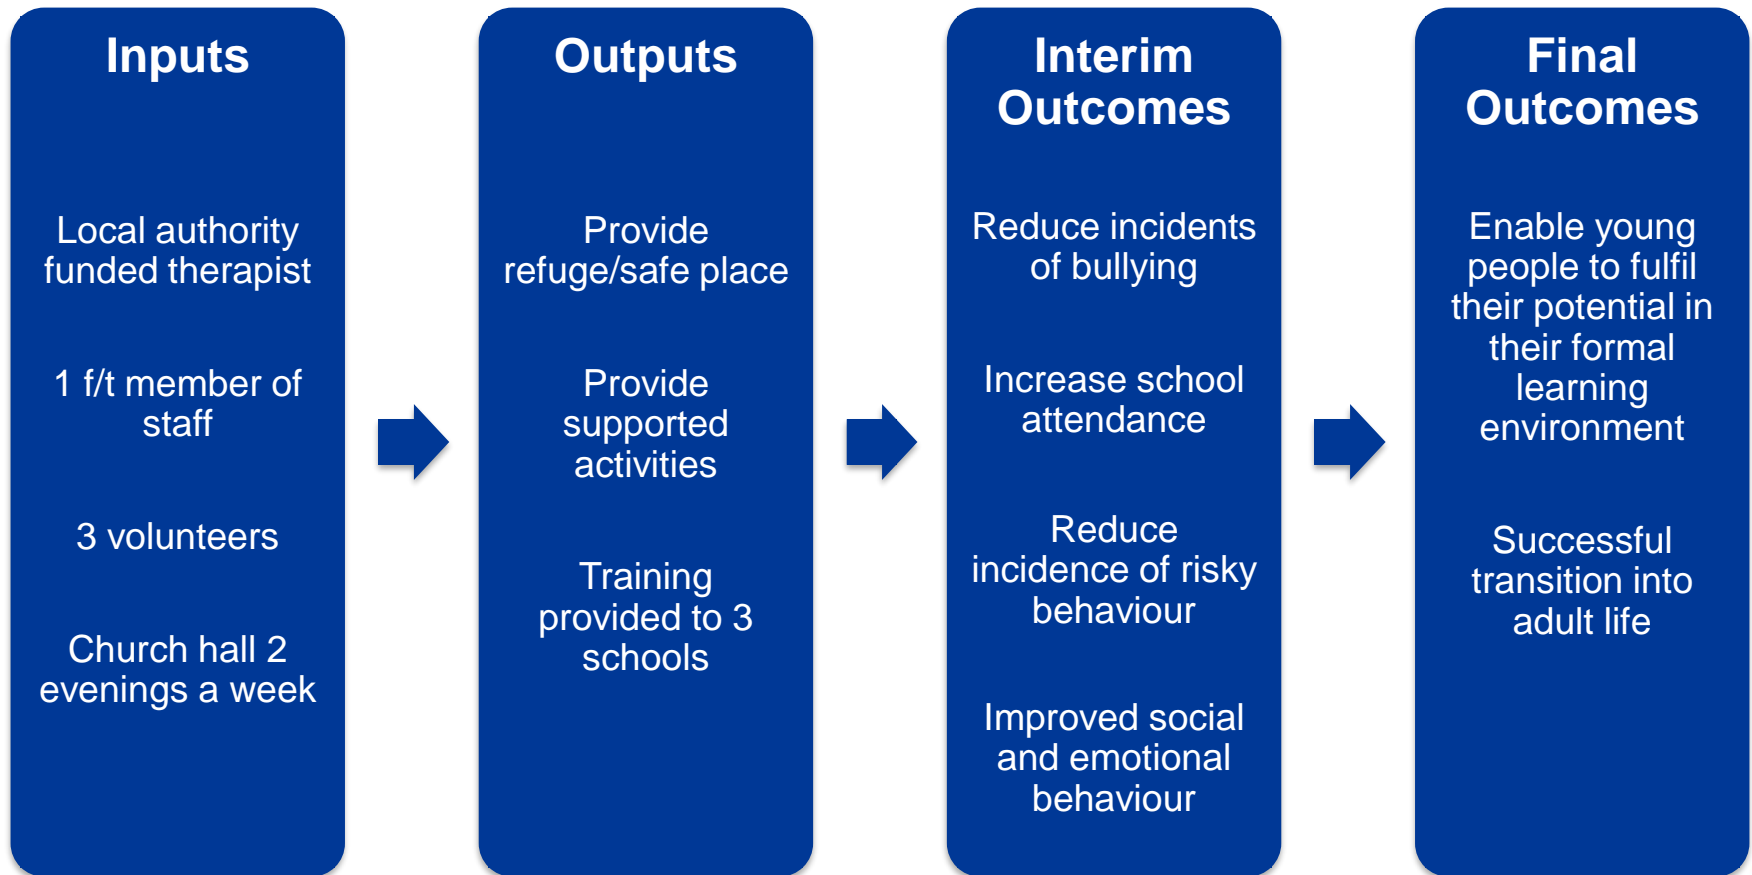 Inputs
Local authority
funded therapist
1 f/t member of
staff
3 volunteers
Church hall 2
evenings a week
Outputs
Provide
refuge/safe place
Provide
supported
activities
Training
provided to 3
schools
Interim
Outcomes
Reduce incidents
of bullying
Increase school
attendance
Reduce
incidence of risky
behaviour
Improved social
and emotional
behaviour
Final
Outcomes
Enable young
people to fulfil
their potential in
their formal
learning
environment
Successful
transition into
adult life